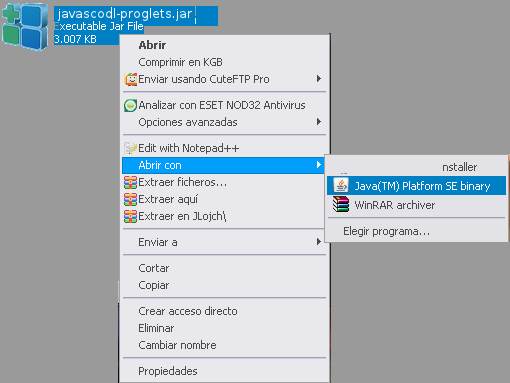 javascodl-proglets.jar
Executable Jar File
3.007 KB
Abrir
Comprimir en KGB
Enviar usando CuteFTP Pro
Analizar con ESET NOD32 Antivirus
Opciones avanzadas
Edit with Notepad++
Abrir con
nstaller
Extraer ficheros...
Java(TM) Platform SE binary
Extraer aquí
WinRAR archiver
Extraer en JLojch\
Elegir programa...
Enviar a
Cortar
Copiar
Crear acceso directo
Eliminar
Cambiar nombre
Propiedades